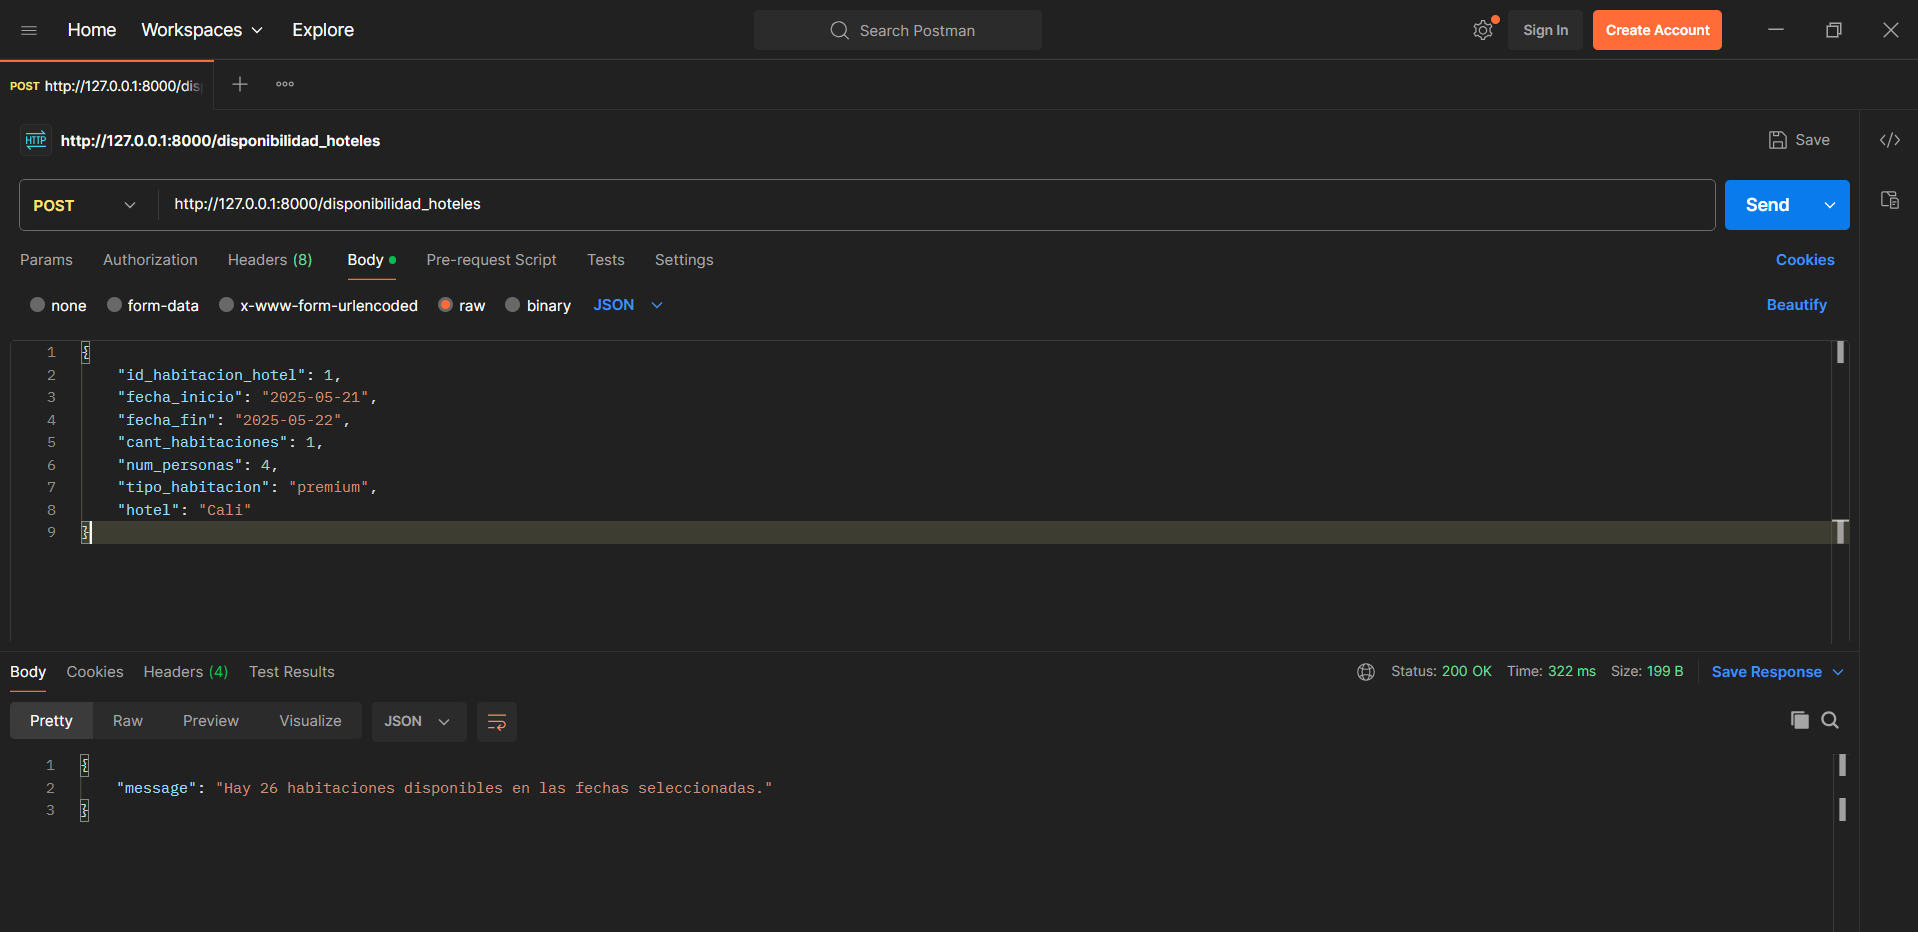 Home Workspaces Explore Search Postman Sign In Create Account
POST http://127.0.0.1:8000/dis
HTTP http://127.0.0.1:8000/disponibilidad_hoteles Save
POST http://127.0.0.1:8000/disponibilidad_hoteles Send
Params Authorization Headers (8) Body Pre-request Script Tests Settings Cookies
none form-data x-www-form-urlencoded raw binary JSON Beautify
1 {
2 "id_habitacion_hotel": 1,
3 "fecha_inicio": "2025-05-21",
4 "fecha_fin": "2025-05-22",
5 "cant_habitaciones": 1,
6 "num_personas": 4,
7 "tipo_habitacion": "premium",
8 "hotel": "Cali"
9 }
Body Cookies Headers (4) Test Results Status: 200 OK Time: 322 ms Size: 199 B Save Response
Pretty Raw Preview Visualize JSON
1 {
2 "message": "Hay 26 habitaciones disponibles en las fechas seleccionadas."
3 }